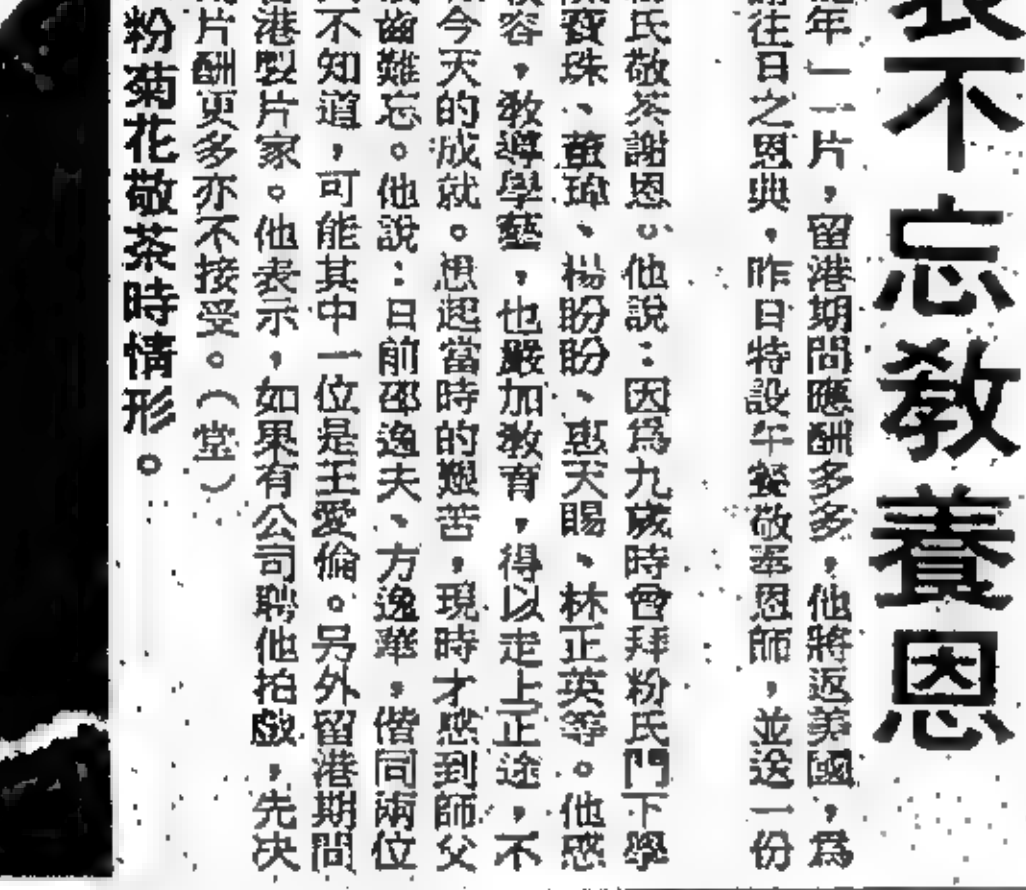 不忘教養恩
龍年一一片，留港期間應酬多多，他將返美國，爲
往日之恩典，昨日特設午餐敬奉恩師，並送一份
氏敬茶謝恩。他說：因爲九歲時曾拜粉氏門下學
寶珠、蕭瑋、楊盼盼、惠天賜、林正英等。他感
容，教導學藝，也嚴加教育，得以走上正途，不
今天的成就。想起當時的艱苦，現時才感到師父
齒難忘。他說：日前邵逸夫、方逸華，偕同兩位
不知道，可能其中一位是王愛倫。另外留港期間
港製片家。他表示，如果有公司聘他拍戲，先决
片酬更多亦不接受。（堂）
粉菊花敬茶時情形。